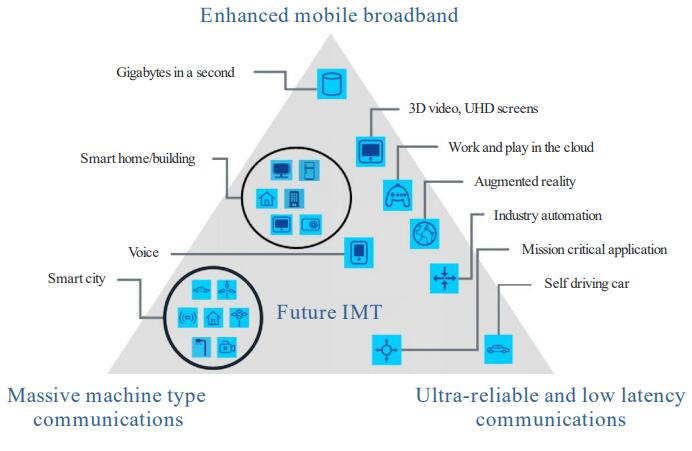 Enhanced mobile broadband
Gigabytes in a second
3D video, UHD screens
Work and play in the cloud
Smart home/building
Augmented reality
Industry automation
Mission critical application
Voice
Smart city
Self driving car
Future IMT
Massive machine type
communications
Ultra-reliable and low latency
communications